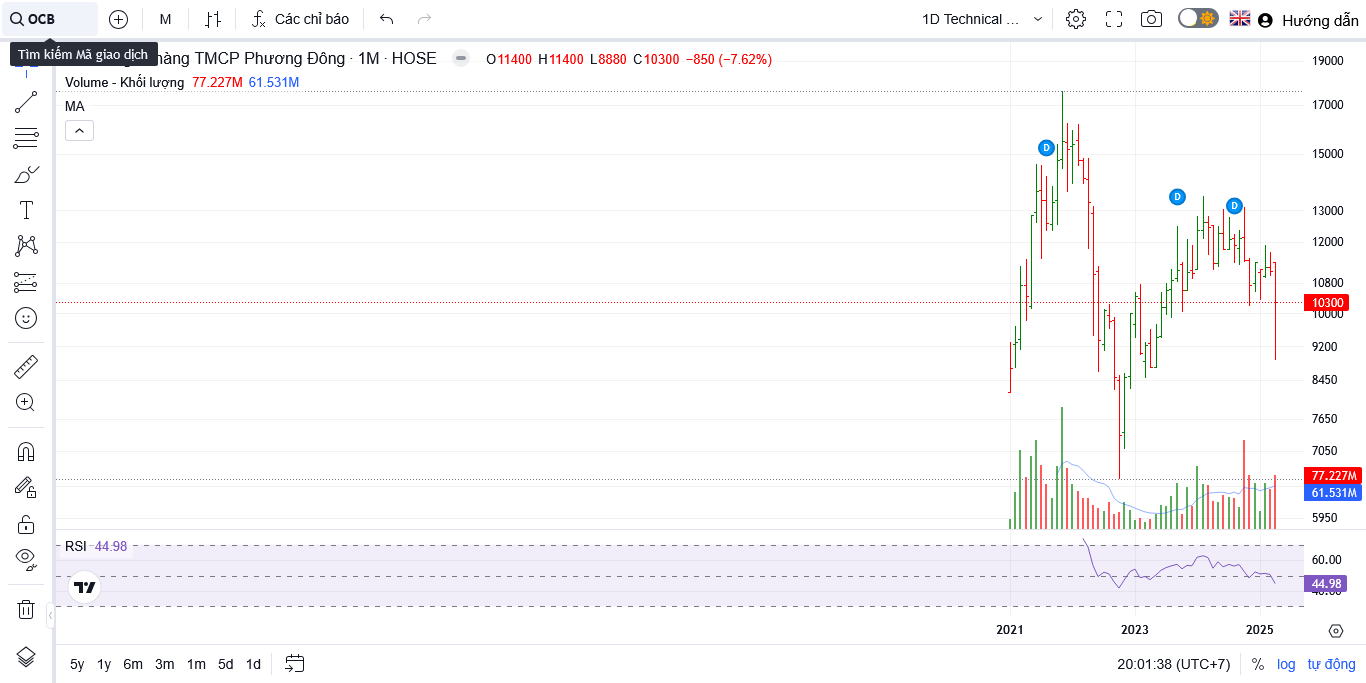 OCB
M
Các chỉ báo
1D Technical ...
Hướng dẫn
Tìm kiếm Mã giao dịch
hàng TMCP Phương Đông · 1M · HOSE
O11400 H11400 L8880 C10300 −850 (−7.62%)
Volume - Khối lượng 77.227M 61.531M
MA
D
D
D
19000
17000
15000
13000
12000
10800
10300
10000
9200
8450
7650
7050
77.227M
61.531M
5950
RSI 44.98
60.00
44.98
40.00
2021
2023
2025
5y 1y 6m 3m 1m 5d 1d
20:01:38 (UTC+7)
% log tự động